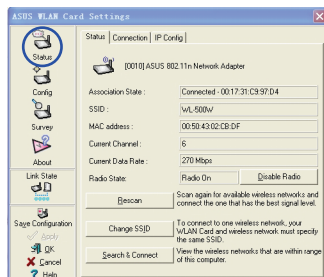 ASUS WLAN Card Settings
Status
Config
Survey
About
Link State
Save Configuration
Apply
OK
Cancel
Help
Status Connection IP Config
[0010] ASUS 802.11n Network Adapter
Association State : Connected - 00:17:31:C9:97:D4
SSID : WL-500W
MAC address : 00:50:43:02:CB:DF
Current Channel : 6
Current Data Rate : 270 Mbps
Radio State: Radio On Disable Radio
Rescan
Scan again for available wireless networks and
connect the one that has the best signal level.
Change SSID
To connect to one wireless network, your
WLAN Card and wireless network must specify
the same SSID.
Search & Connect
View the wireless networks that are within range
of this computer.